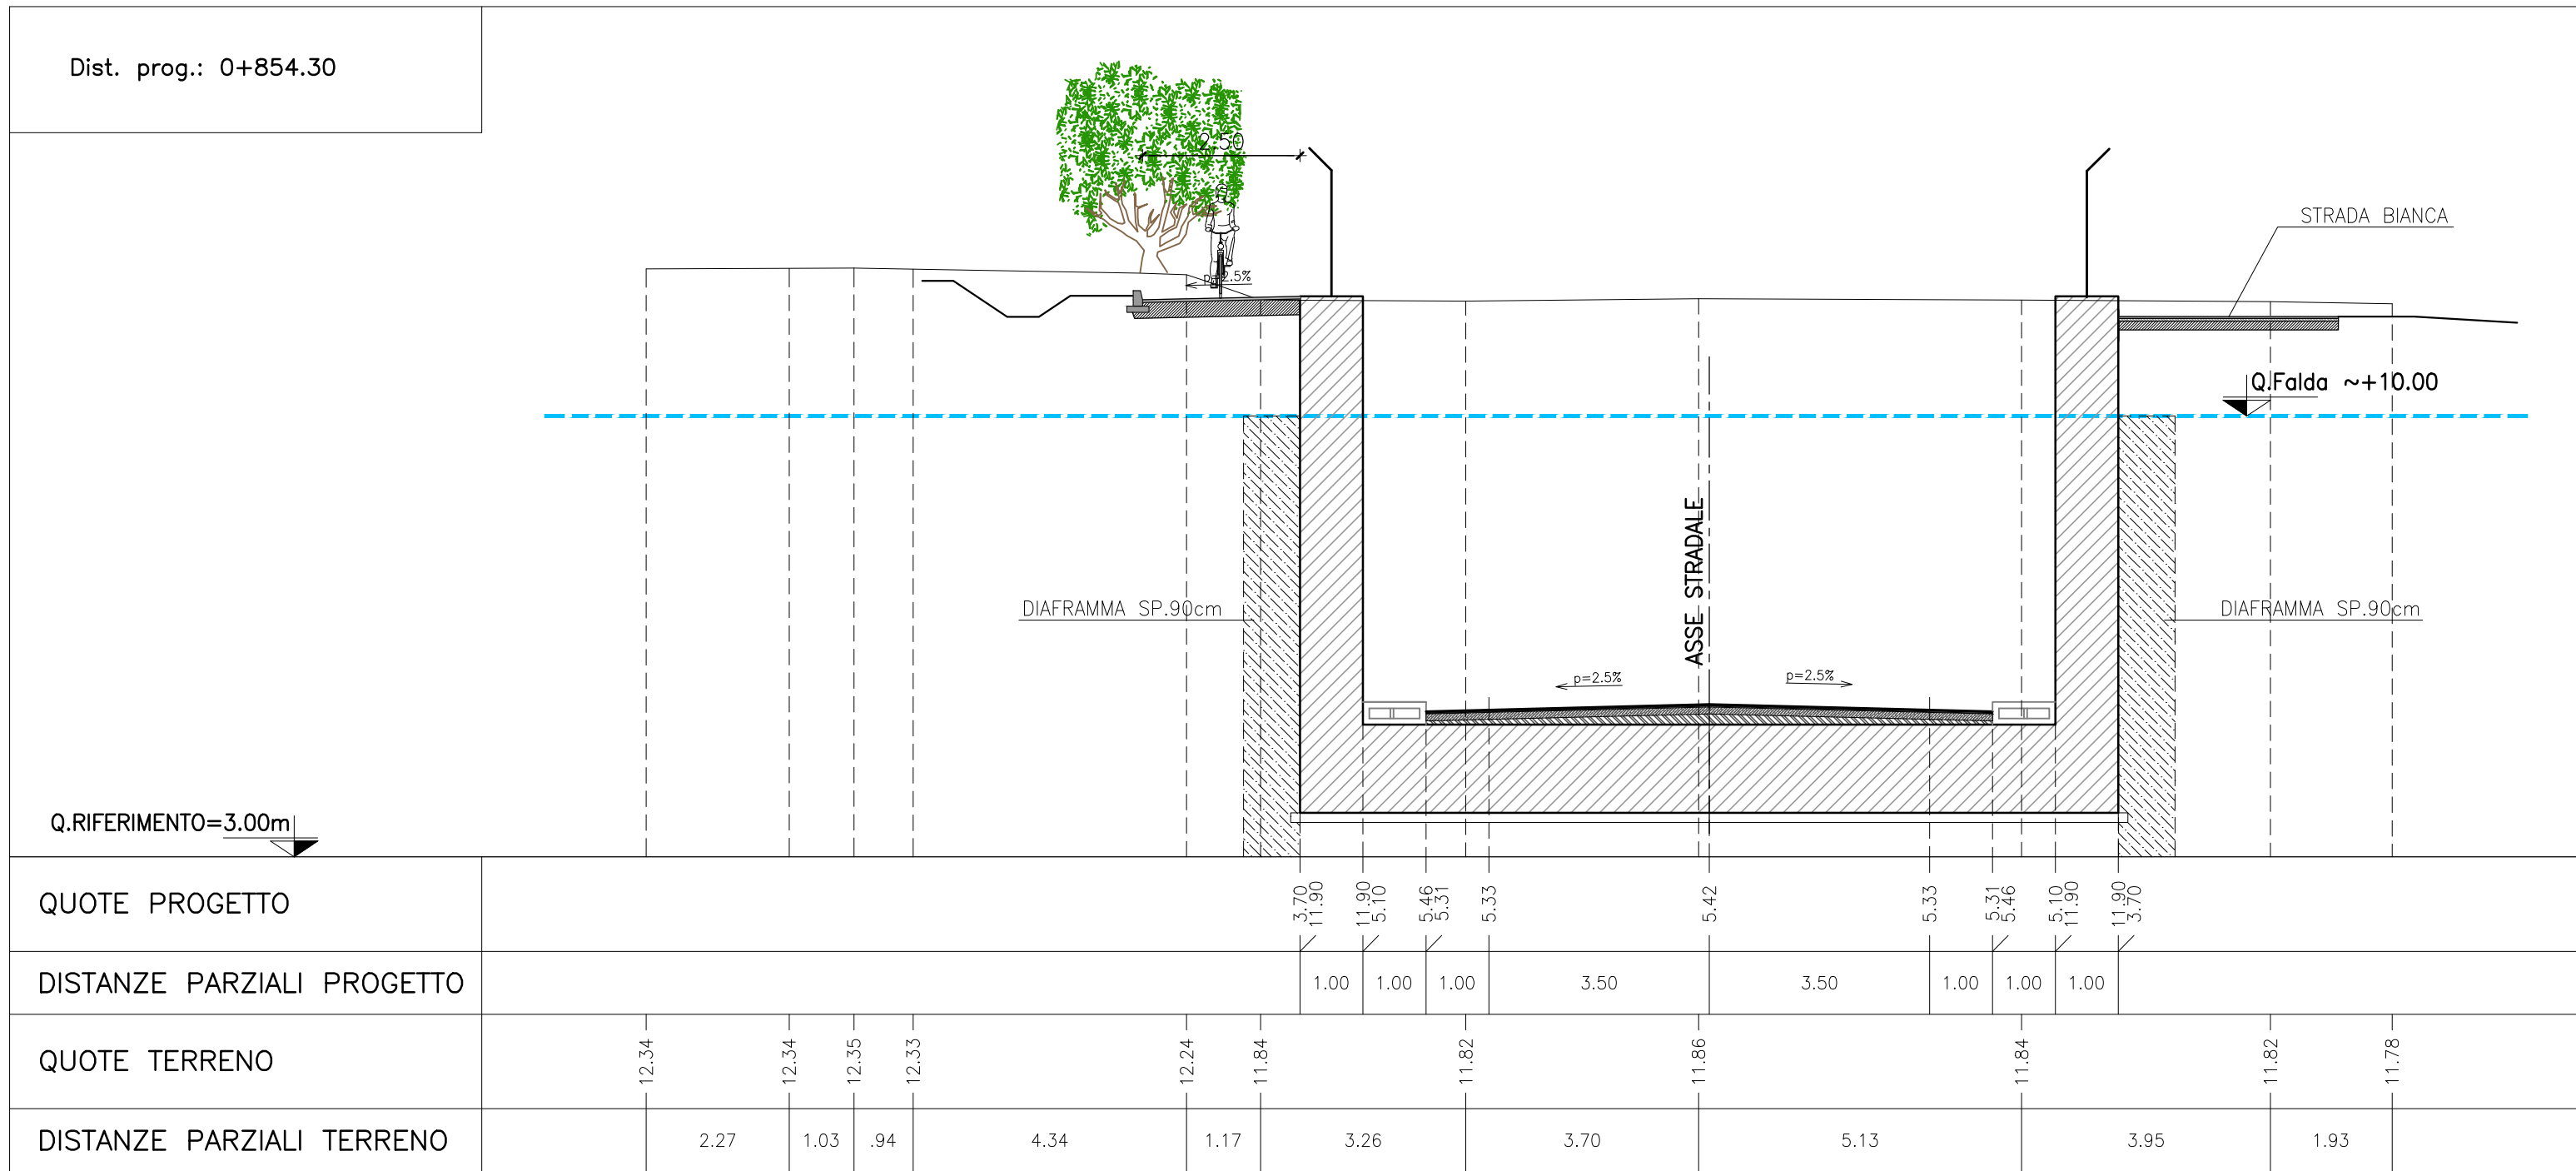 Dist. prog.: 0+854.30
2.50
STRADA BIANCA
p=2.5%
Q.Falda ~+10.00
ASSE STRADALE
DIAFRAMMA SP.90cm
DIAFRAMMA SP.90cm
p=2.5%
p=2.5%
Q.RIFERIMENTO=3.00m
QUOTE PROGETTO
3.70 11.90 11.90 5.10 5.46 5.31 5.33 5.42 5.33 5.31 5.46 5.10 11.90 11.90 3.70
DISTANZE PARZIALI PROGETTO
1.00 1.00 1.00 3.50 3.50 1.00 1.00 1.00
QUOTE TERRENO
12.34 12.34 12.35 12.33 12.24 11.84 11.82 11.86 11.84 11.82 11.78
DISTANZE PARZIALI TERRENO
2.27 1.03 .94 4.34 1.17 3.26 3.70 5.13 3.95 1.93